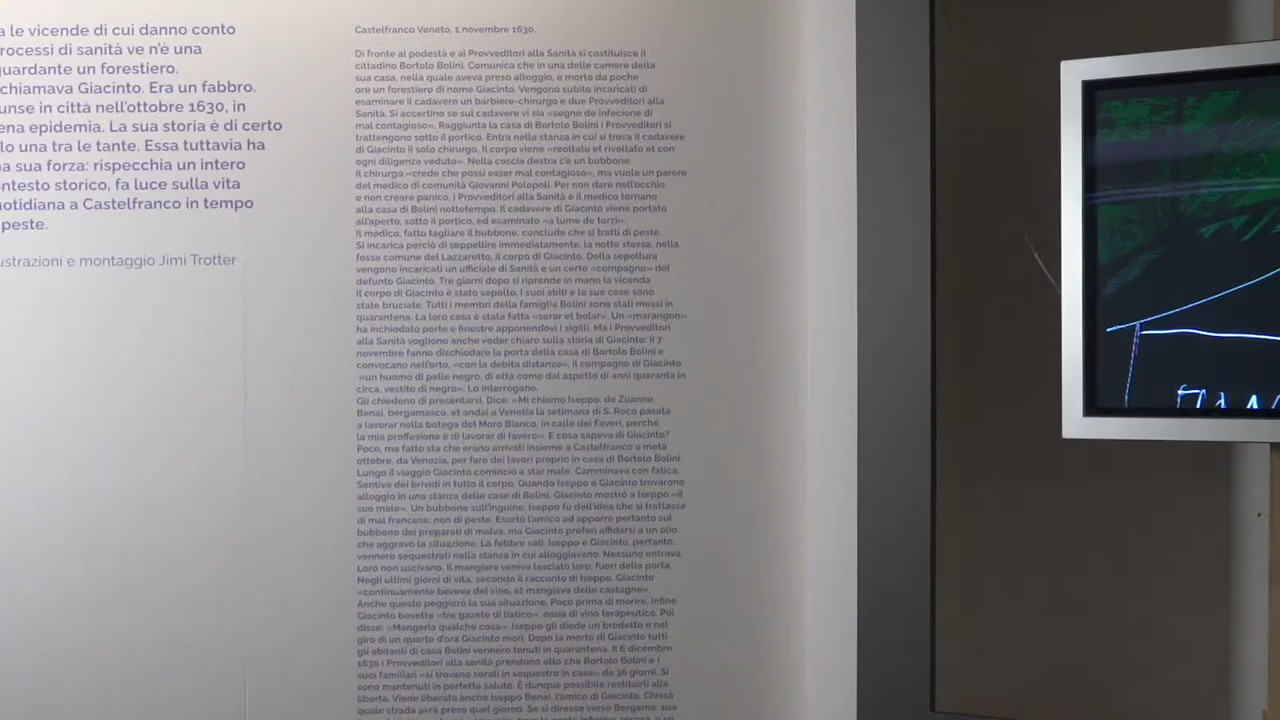 a le vicende di cui danno conto
rocessi di sanità ve n'è una
guardante un forestiero.
chiamava Giacinto. Era un fabbro.
unse in città nell'ottobre 1630, in
ena epidemia. La sua storia è di certo
lo una tra le tante. Essa tuttavia ha
na sua forza: rispecchia un intero
ntesto storico, fa luce sulla vita
uotidiana a Castelfranco in tempo
peste.
ustrazioni e montaggio Jimi Trotter
Castelfranco Veneto, 1 novembre 1630
Di fronte al podestà e ai Provveditori alla Sanità si costituisce il
cittadino Bortolo Bolini. Comunica che in una delle camere della
sua casa, nella quale aveva preso alloggio, è morto da poche
ore un forestiero di nome Giacinto. Vengono subito incaricati di
esaminare il cadavere un barbiere-chirurgo e due Provveditori alla
Sanità. Si accertino se sul cadavere vi sia «segno de infecione di
mal contagioso». Raggiunta la casa di Bortolo Bolini i Provveditori si
trattengono sotto il portico. Entra nella stanza in cui si trova il cadavere
di Giacinto il solo chirurgo. Il corpo viene «reoltato et rivoltato et con
ogni diligenza veduto». Nella coscia destra c'è un bubbone.
Il chirurgo «crede che possi esser mal contagioso», ma vuole un parere
del medico di comunità Giovanni Polopoli. Per non dare nell'occhio
e non creare panico, i Provveditori alla Sanità e il medico tornano
alla casa di Bolini nottetempo. Il cadavere di Giacinto viene portato
all'aperto, sotto il portico, ed esaminato «a lume de torzi».
Il medico, fatto tagliare il bubbone, conclude che si tratti di peste.
Si incarica perciò di seppellire immediatamente, la notte stessa, nella
fossa comune del Lazzaretto, il corpo di Giacinto. Della sepoltura
vengono incaricati un ufficiale di Sanità e un certo «compagno» del
defunto Giacinto. Tre giorni dopo si riprende in mano la vicenda
Il corpo di Giacinto è stato sepolto. I suoi abiti e le sue cose sono
state bruciate. Tutti i membri della famiglia Bolini sono stati messi in
quarantena. La loro casa è stata fatta «serar et bolar». Un «marangon»
ha inchiodato porte e finestre apponendovi i sigilli. Ma i Provveditori
alla Sanità vogliono anche veder chiaro sulla storia di Giacinto: il 7
novembre fanno dischiodare la porta della casa di Bortolo Bolini e
convocano nell'orto, «con la debita distanza», il compagno di Giacinto
«un huomo di pelle negro, di ettà come dal aspetto di anni quaranta in
circa, vestito di negro». Lo interrogano.
Gli chiedono di presentarsi. Dice: «Mi chiamo Iseppo, de Zuanne
Benai, bergamasco, et andai a Venetia la setimana di S. Roco pasata
a lavorar nella botega del Moro Bianco, in calle dei Faveri, perché
la mia proffesione è di lavorar di favero». E cosa sapeva di Giacinto?
Poco, ma fatto sta che erano arrivati insieme a Castelfranco a metà
ottobre, da Venezia, per fare dei lavori proprio in casa di Bortolo Bolini.
Lungo il viaggio Giacinto cominciò a star male. Camminava con fatica.
Sentiva dei brividi in tutto il corpo. Quando Iseppo e Giacinto trovarono
alloggio in una stanza delle case di Bolini, Giacinto mostrò a Iseppo «il
suo male». Un bubbone sull'inguine. Iseppo fu dell'idea che si trattasse
di mal francese, non di peste. Esortò l'amico ad apporre pertanto sul
bubbone dei preparati di malva, ma Giacinto preferì affidarsi a un olio
che aggravò la situazione. La febbre salì. Iseppo e Giacinto, pertanto,
vennero sequestrati nella stanza in cui alloggiavano. Nessuno entrava.
Loro non uscivano. Il mangiare veniva lasciato loro, fuori della porta.
Negli ultimi giorni di vita, secondo il racconto di Iseppo, Giacinto
«continuamente beveva del vino, et mangiava delle castagne».
Anche questo peggiorò la sua situazione. Poco prima di morire, infine,
Giacinto bevette «tre gazete di tiatico», ossia di vino terapeutico. Poi
disse: «Mangeria qualche cosa». Iseppo gli diede un brodetto e nel
giro di un quarto d'ora Giacinto morì. Dopo la morte di Giacinto tutti
gli abitanti di casa Bolini vennero tenuti in quarantena. Il 6 dicembre
1630 i Provveditori alla sanità prendono atto che Bortolo Bolini e i
suoi familiari «si trovano serati in sequestro in casa» da 36 giorni. Si
sono mantenuti in perfetta salute. È dunque possibile restituirli alla
libertà. Viene liberato anche Iseppo Benai, l'amico di Giacinto. Chissà
quale strada avrà preso quel giorno. Se si diresse verso Bergamo, sua